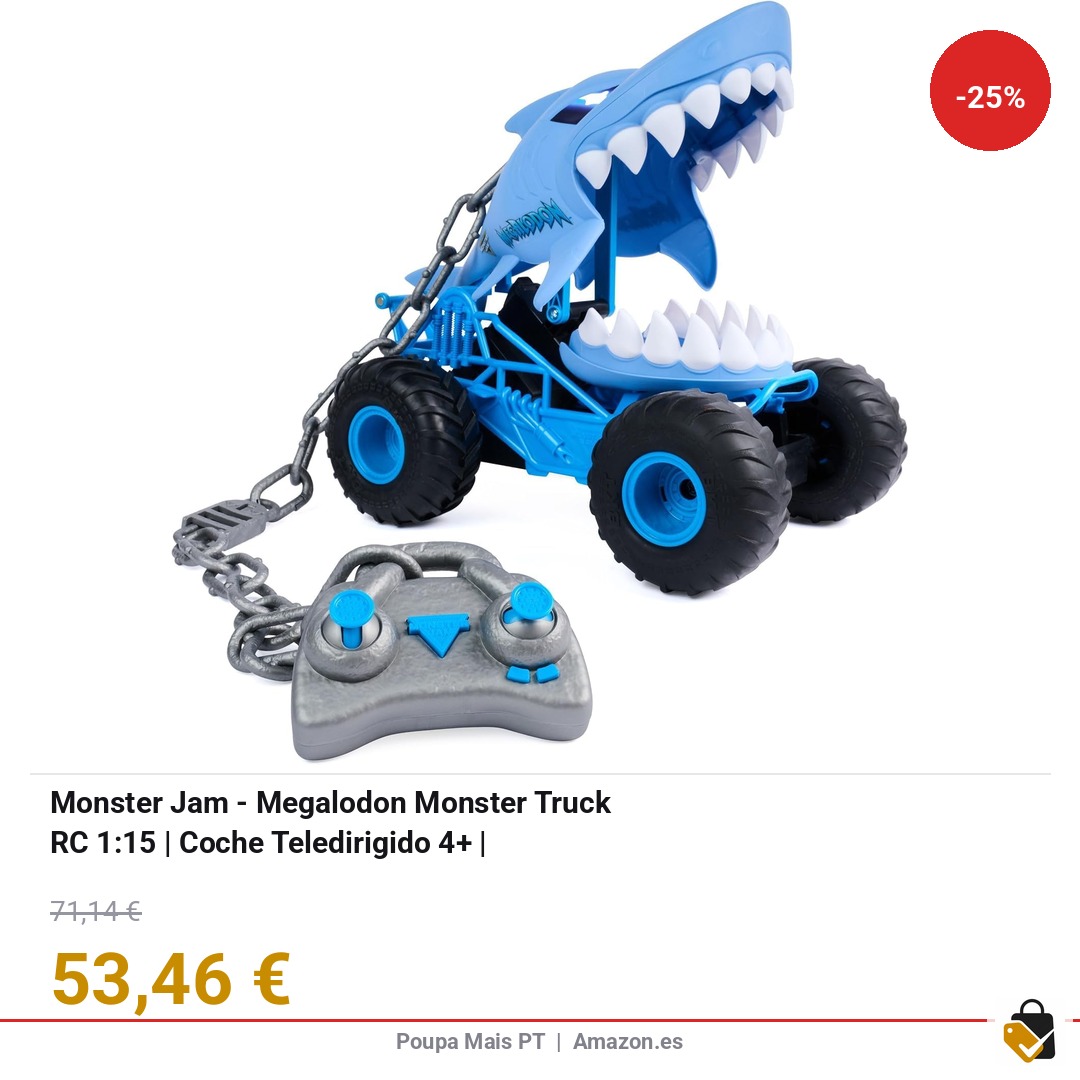 -25%
MEGALODON
Monster Jam - Megalodon Monster Truck
RC 1:15 | Coche Teledirigido 4+ |
71,14 €
53,46 €
Poupa Mais PT | Amazon.es